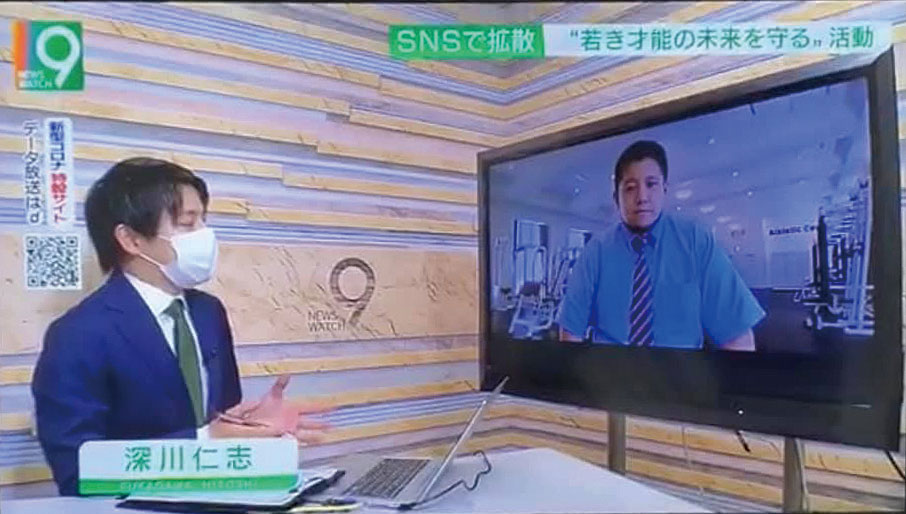 9
NEWS
WATCH
SNSで拡散
“若き才能の未来を守る„活動
新型コロナ 特設サイト
データ放送はd
NEWS
WATCH 9
Athletic Ce
深川仁志
FUKAGAWA HITOSHI
9